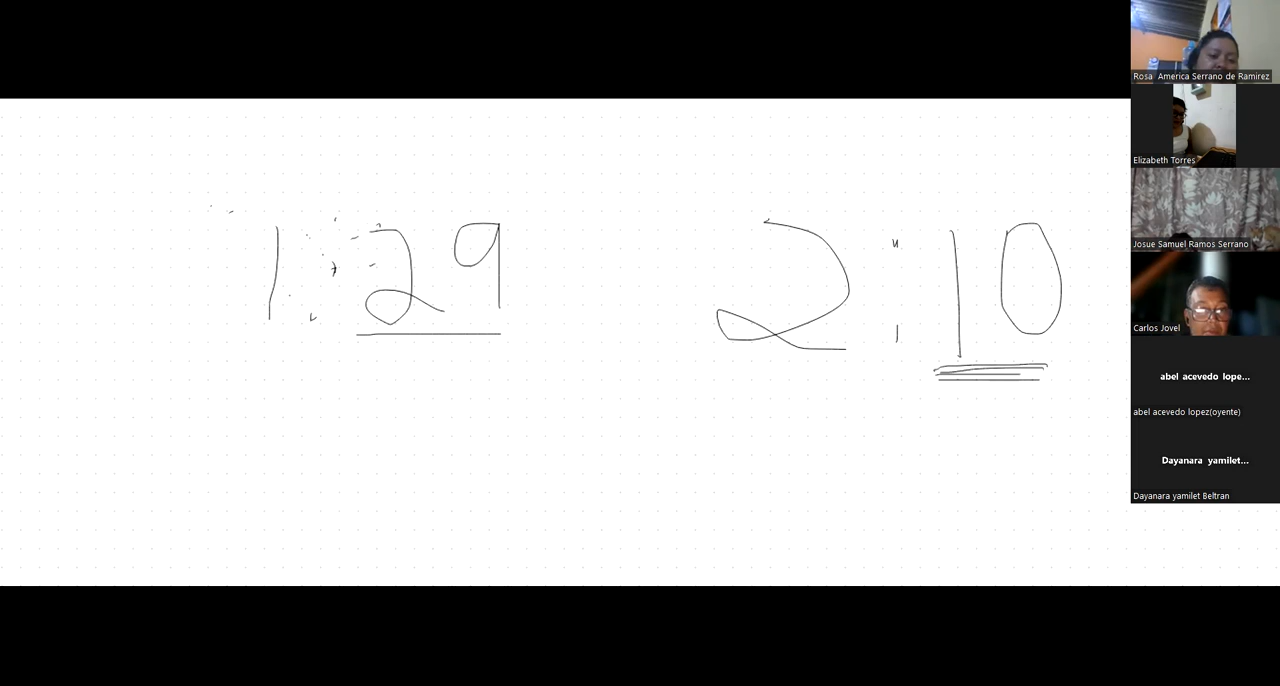 1:29 2:10
Rosa America Serrano de Ramirez
Elizabeth Torres
Josue Samuel Ramos Serrano
Carlos Jovel
abel acevedo lope...
abel acevedo lopez(oyente)
Dayanara yamilet...
Dayanara yamilet Beltran